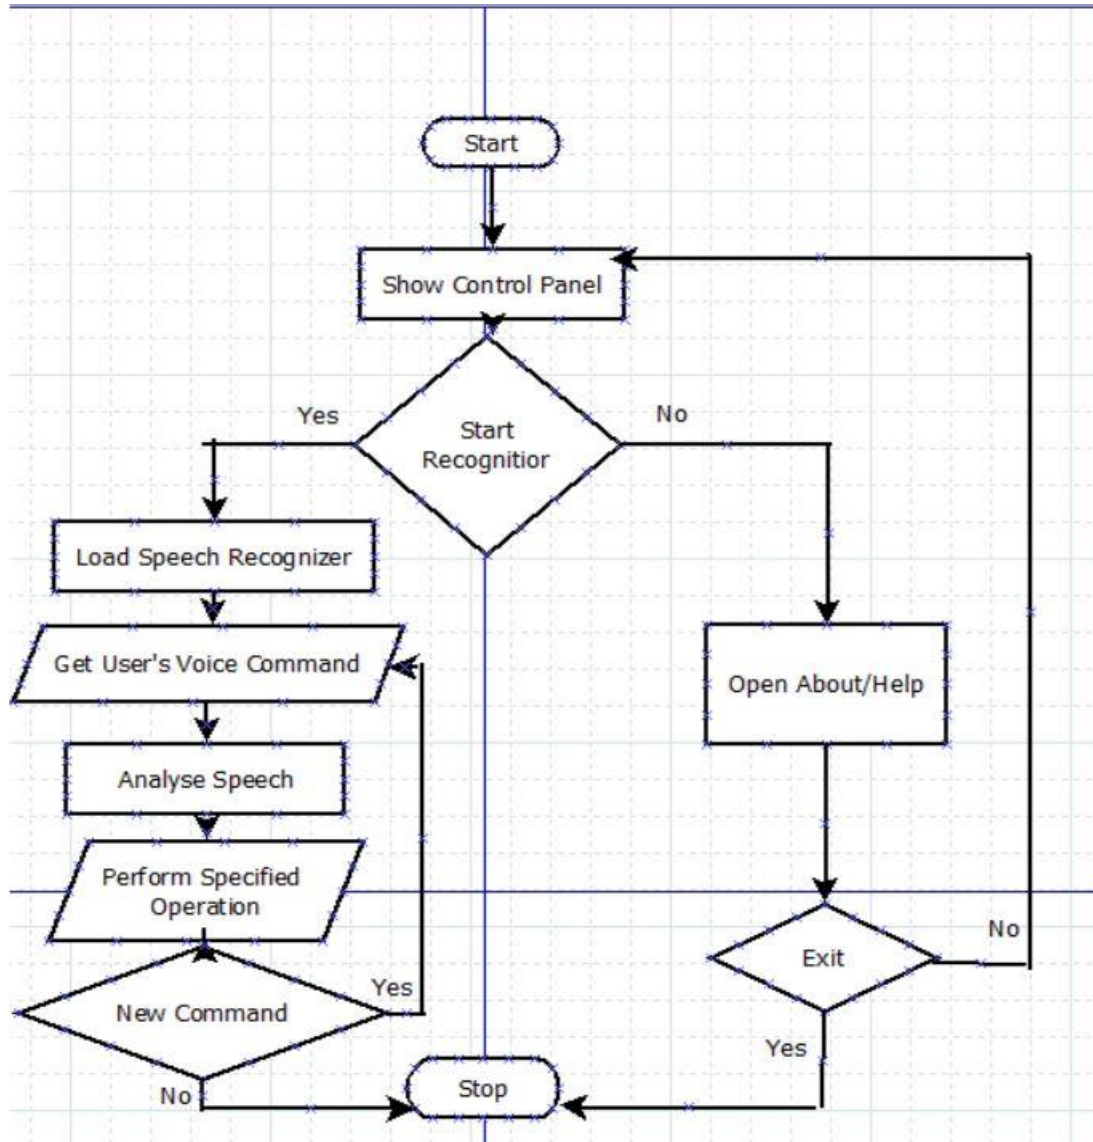 Start
Show Control Panel
Yes
No
Start
Recognitior
Load Speech Recognizer
Get User's Voice Command
Open About/Help
Analyse Speech
Perform Specified
Operation
No
Exit
Yes
New Command
Yes
No
Stop